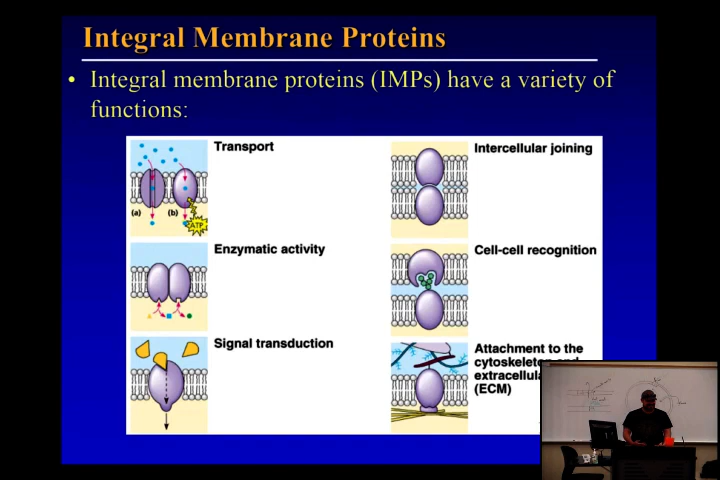 Integral Membrane Proteins
• Integral membrane proteins (IMPs) have a variety of
functions:
Transport
(a)
(b)
ATP
Intercellular joining
Enzymatic activity
Cell-cell recognition
Signal transduction
Attachment to the
cytoskeleton and
extracellula
(ECM)